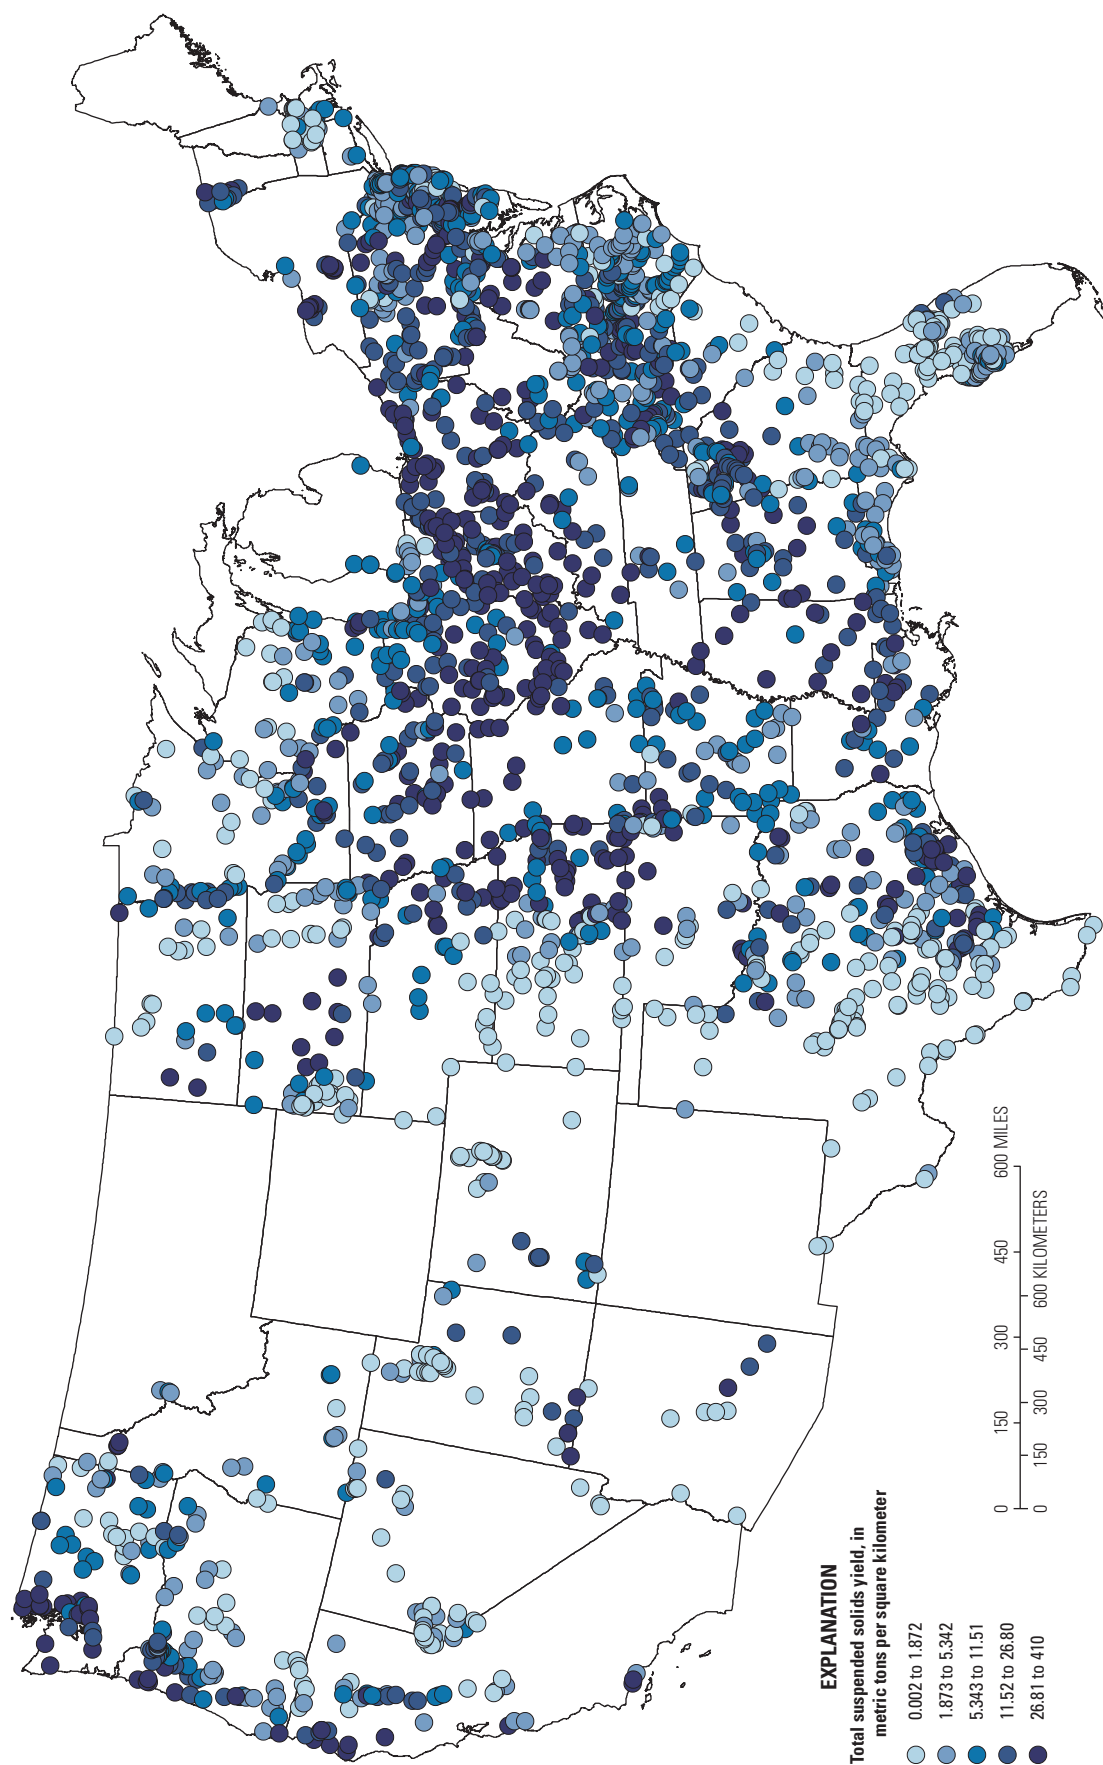 EXPLANATION
Total suspended solids yield, in
metric tons per square kilometer
0.002 to 1.872
1.873 to 5.342
5.343 to 11.51
11.52 to 26.80
26.81 to 410
0 150 300 450 600 MILES
0 150 300 450 600 KILOMETERS